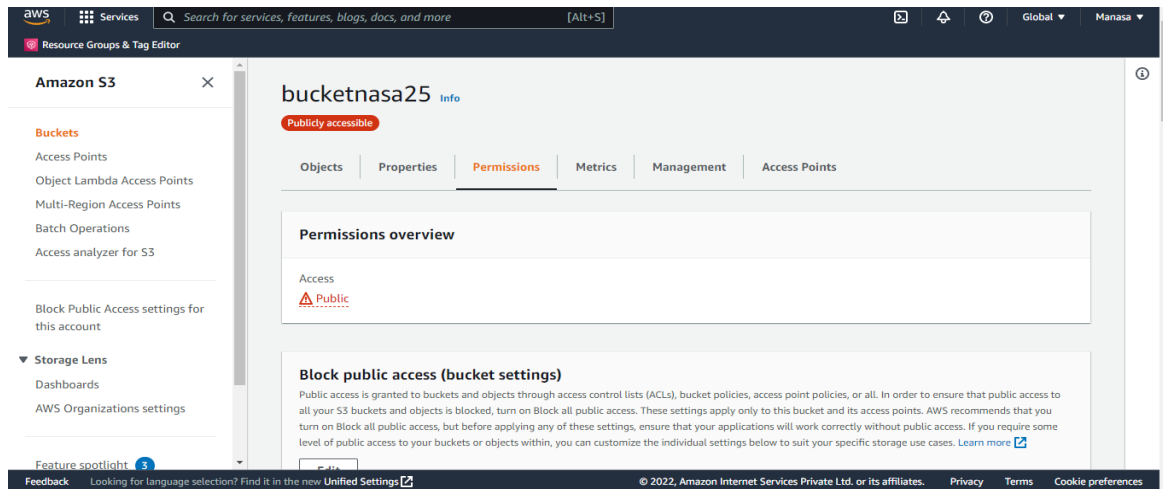 aws Services Search for services, features, blogs, docs, and more [Alt+S] Global ▼ Manasa ▼
Resource Groups & Tag Editor
Amazon S3
Buckets
Access Points
Object Lambda Access Points
Multi-Region Access Points
Batch Operations
Access analyzer for S3
Block Public Access settings for
this account
▼ Storage Lens
Dashboards
AWS Organizations settings
Feature spotlight 3
bucketnasa25 Info
Publicly accessible
Objects Properties Permissions Metrics Management Access Points
Permissions overview
Access
Public
Block public access (bucket settings)
Public access is granted to buckets and objects through access control lists (ACLs), bucket policies, access point policies, or all. In order to ensure that public access to
all your S3 buckets and objects is blocked, turn on Block all public access. These settings apply only to this bucket and its access points. AWS recommends that you
turn on Block all public access, but before applying any of these settings, ensure that your applications will work correctly without public access. If you require some
level of public access to your buckets or objects within, you can customize the individual settings below to suit your specific storage use cases. Learn more
Edit
Feedback Looking for language selection? Find it in the new Unified Settings © 2022, Amazon Internet Services Private Ltd. or its affiliates. Privacy Terms Cookie preferences